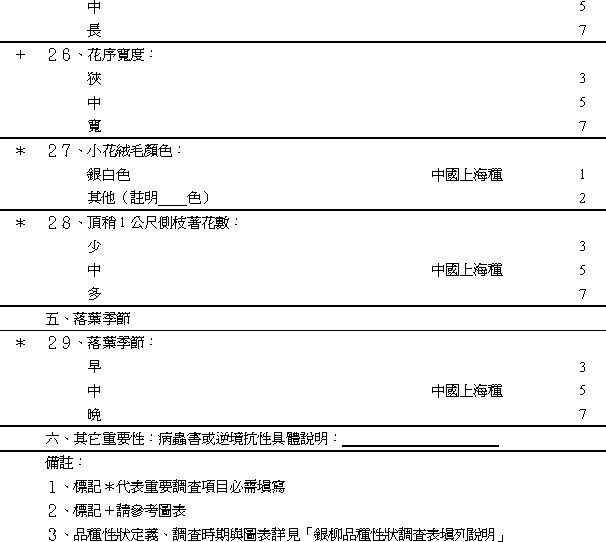 中 5
長 7
＋ ２６、花序寬度：
狹 3
中 5
寬 7
＊ ２７、小花絨毛顏色：
銀白色 中國上海種 1
其他（註明____色） 2
＊ ２８、頂稍1公尺側枝著花數：
少 3
中 中國上海種 5
多 7
五、落葉季節
＊ ２９、落葉季節：
早 3
中 中國上海種 5
晚 7
六、其它重要性：病蟲害或逆境抗性具體說明：____________________
備註：
１、標記＊代表重要調查項目必需填寫
２、標記＋請參考圖表
３、品種性狀定義、調查時期與圖表詳見「銀柳品種性狀調查表填列說明」